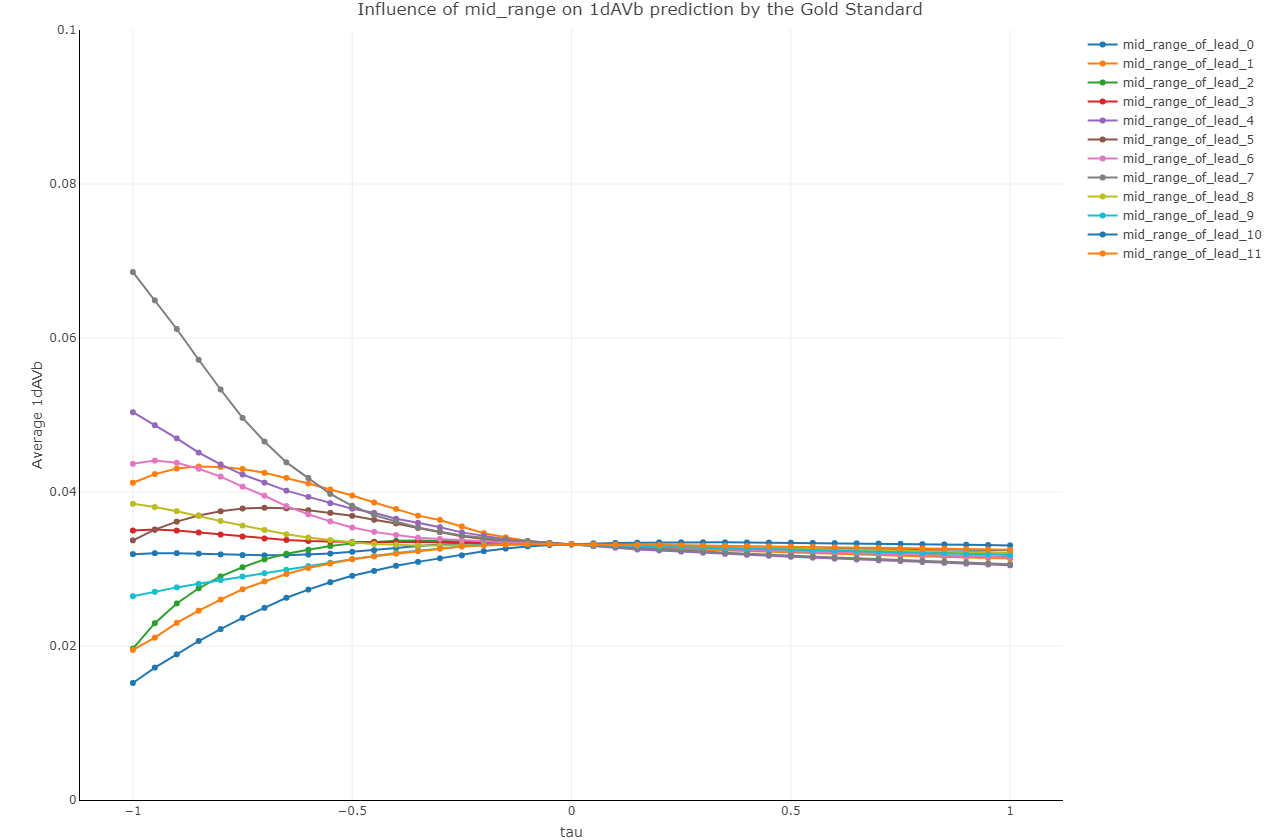 Influence of mid_range on 1dAVb prediction by the Gold Standard
0.1
0.08
0.06
0.04
0.02
0
Average 1dAVb
−1
−0.5
0
0.5
1
tau
mid_range_of_lead_0
mid_range_of_lead_1
mid_range_of_lead_2
mid_range_of_lead_3
mid_range_of_lead_4
mid_range_of_lead_5
mid_range_of_lead_6
mid_range_of_lead_7
mid_range_of_lead_8
mid_range_of_lead_9
mid_range_of_lead_10
mid_range_of_lead_11